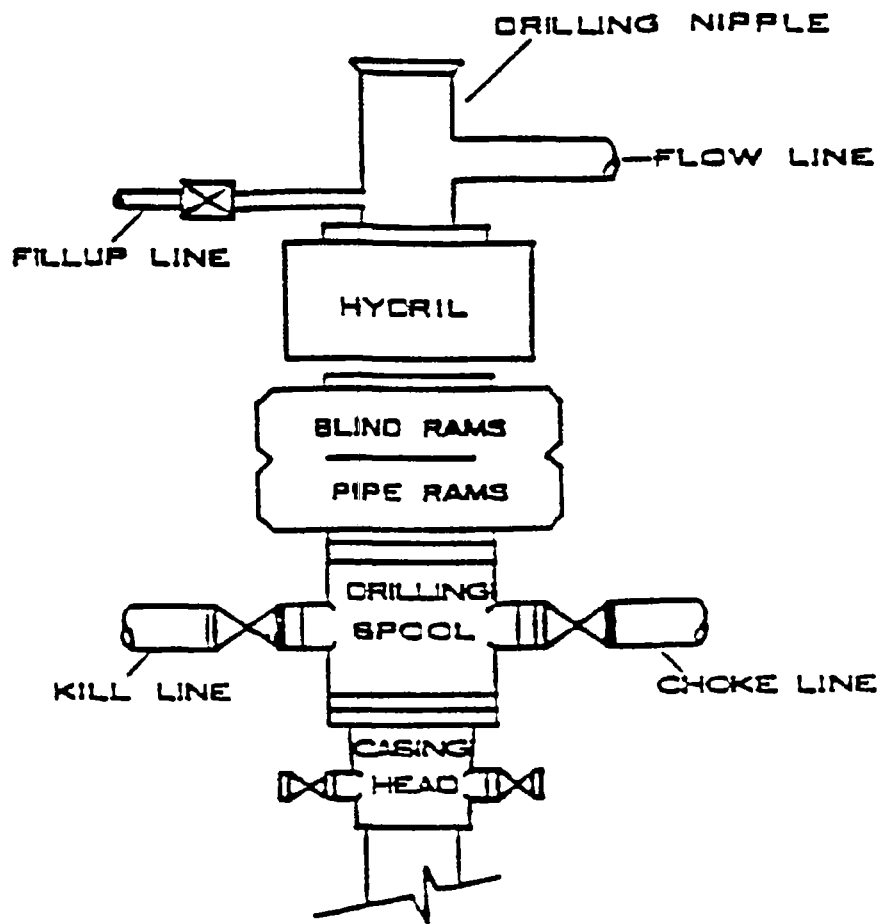 DRILLING NIPPLE
FLOW LINE
FILLUP LINE
HYDRIL
BLIND RAMS
PIPE RAMS
DRILLING
SPOOL
KILL LINE
CHOKE LINE
CASING
HEAD